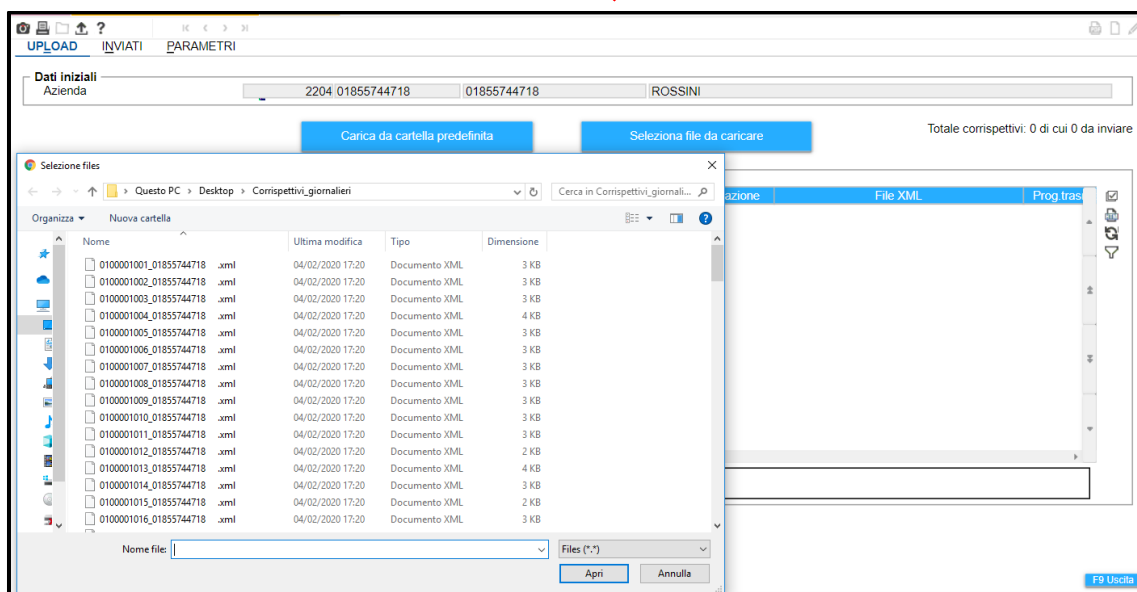 ?
UPLOAD INVIATI PARAMETRI
Dati iniziali
Azienda 2204 01855744718 01855744718 ROSSINI
Carica da cartella predefinita Seleziona file da caricare Totale corrispettivi: 0 di cui 0 da inviare
Selezione files
Questo PC > Desktop > Corrispettivi_giornalieri Cerca in Corrispettivi_giornali...
azione File XML Prog.tras
Organizza Nuova cartella
Nome Ultima modifica Tipo Dimensione
0100001001_01855744718 .xml 04/02/2020 17:20 Documento XML 3 KB
0100001002_01855744718 .xml 04/02/2020 17:20 Documento XML 3 KB
0100001003_01855744718 .xml 04/02/2020 17:20 Documento XML 3 KB
0100001004_01855744718 .xml 04/02/2020 17:20 Documento XML 4 KB
0100001005_01855744718 .xml 04/02/2020 17:20 Documento XML 3 KB
0100001006_01855744718 .xml 04/02/2020 17:20 Documento XML 3 KB
0100001007_01855744718 .xml 04/02/2020 17:20 Documento XML 3 KB
0100001008_01855744718 .xml 04/02/2020 17:20 Documento XML 3 KB
0100001009_01855744718 .xml 04/02/2020 17:20 Documento XML 3 KB
0100001010_01855744718 .xml 04/02/2020 17:20 Documento XML 3 KB
0100001011_01855744718 .xml 04/02/2020 17:20 Documento XML 3 KB
0100001012_01855744718 .xml 04/02/2020 17:20 Documento XML 2 KB
0100001013_01855744718 .xml 04/02/2020 17:20 Documento XML 4 KB
0100001014_01855744718 .xml 04/02/2020 17:20 Documento XML 3 KB
0100001015_01855744718 .xml 04/02/2020 17:20 Documento XML 2 KB
0100001016_01855744718 .xml 04/02/2020 17:20 Documento XML 3 KB
Nome file: Files (*.*)
Apri Annulla
F9 Uscita